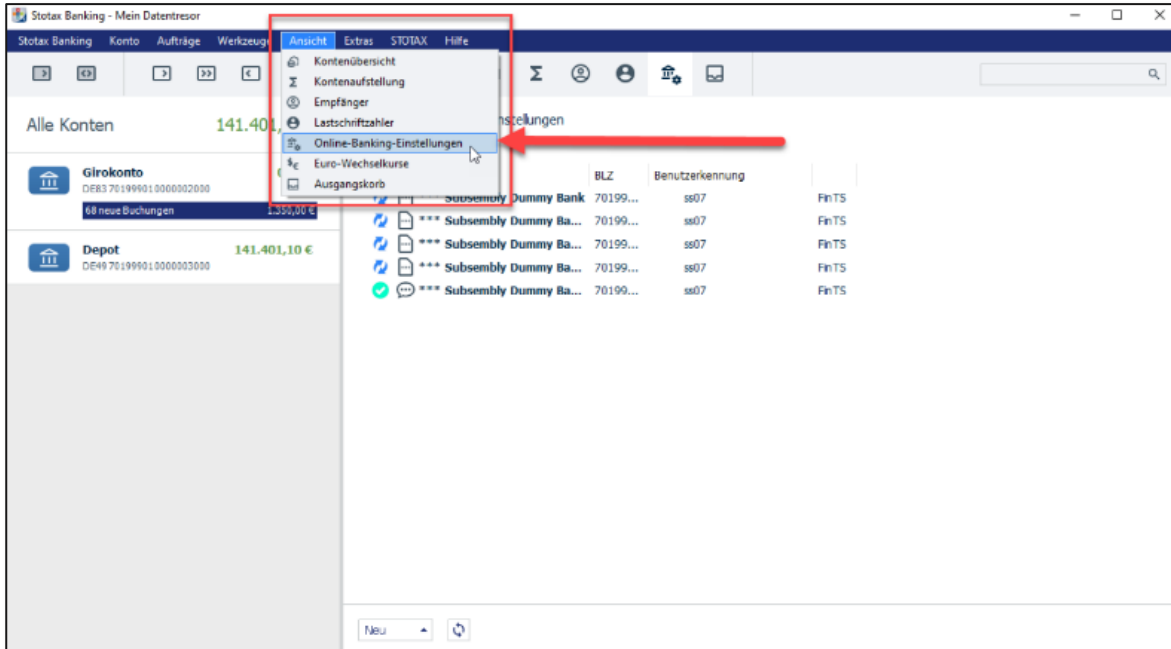 Stotax Banking - Mein Datentresor
Stotax Banking Konto Aufträge Werkzeuge Ansicht Extras STOTAX Hilfe
Kontenübersicht
Kontenaufstellung
Empfänger
Lastschriftzahler
Online-Banking-Einstellungen
Euro-Wechselkurse
Ausgangskorb
Alle Konten 141.401,
Girokonto
DE83 701999010000002000
68 neue Buchungen 1.350,00 €
Depot 141.401,10 €
DE49 701999010000003000
nstellungen
BLZ Benutzerkennung
*** Subsembly Dummy Bank 70199... ss07 FinTS
*** Subsembly Dummy Ba... 70199... ss07 FinTS
*** Subsembly Dummy Ba... 70199... ss07 FinTS
*** Subsembly Dummy Ba... 70199... ss07 FinTS
*** Subsembly Dummy Ba... 70199... ss07 FinTS
Neu